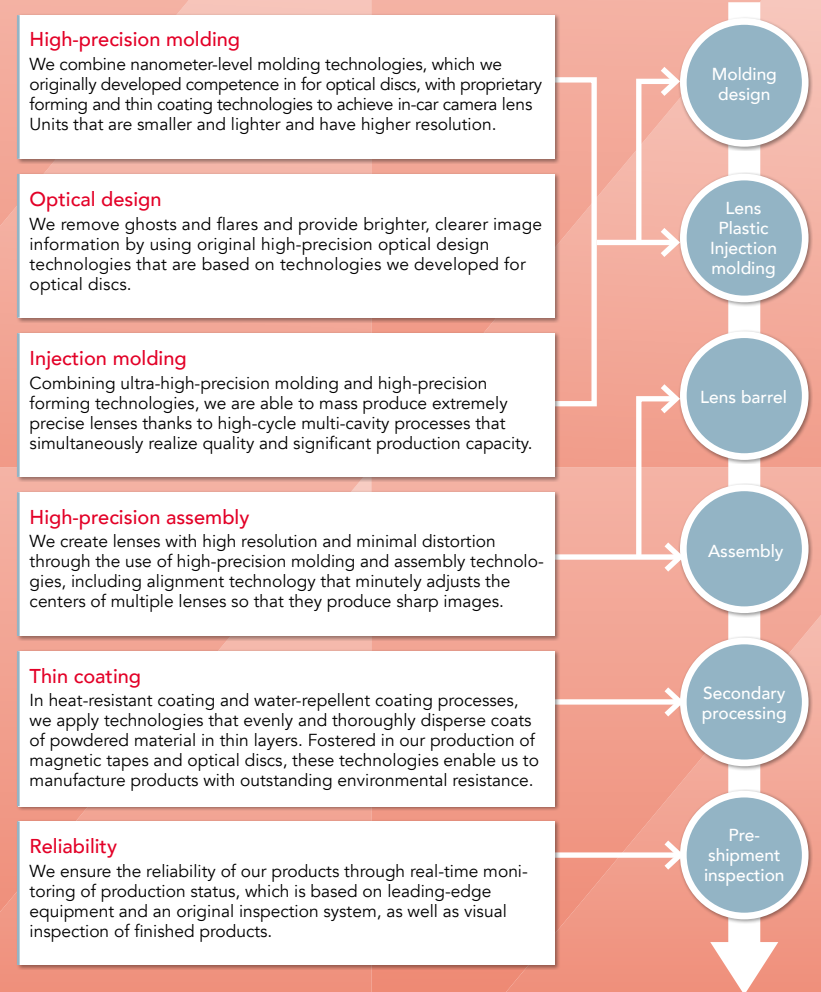 High-precision molding
We combine nanometer-level molding technologies, which we
originally developed competence in for optical discs, with proprietary
forming and thin coating technologies to achieve in-car camera lens
Units that are smaller and lighter and have higher resolution.
Optical design
We remove ghosts and flares and provide brighter, clearer image
information by using original high-precision optical design
technologies that are based on technologies we developed for
optical discs.
Injection molding
Combining ultra-high-precision molding and high-precision
forming technologies, we are able to mass produce extremely
precise lenses thanks to high-cycle multi-cavity processes that
simultaneously realize quality and significant production capacity.
High-precision assembly
We create lenses with high resolution and minimal distortion
through the use of high-precision molding and assembly technolo-
gies, including alignment technology that minutely adjusts the
centers of multiple lenses so that they produce sharp images.
Thin coating
In heat-resistant coating and water-repellent coating processes,
we apply technologies that evenly and thoroughly disperse coats
of powdered material in thin layers. Fostered in our production of
magnetic tapes and optical discs, these technologies enable us to
manufacture products with outstanding environmental resistance.
Reliability
We ensure the reliability of our products through real-time moni-
toring of production status, which is based on leading-edge
equipment and an original inspection system, as well as visual
inspection of finished products.
Molding
design
Lens
Plastic
Injection
molding
Lens barrel
Assembly
Secondary
processing
Pre-
shipment
inspection